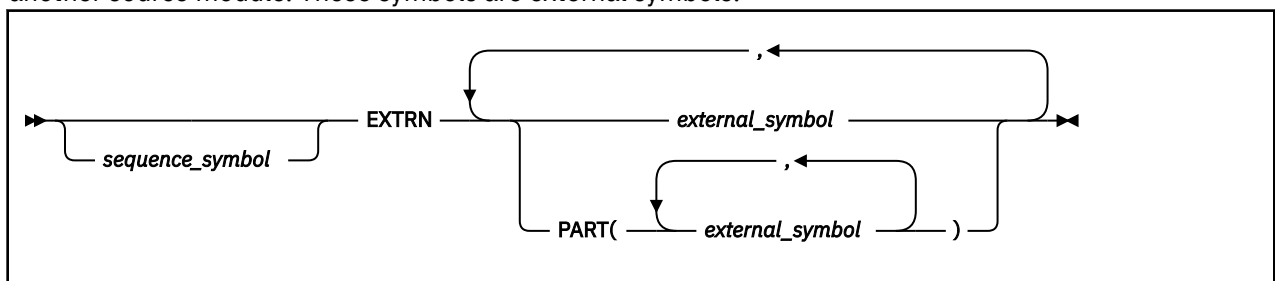 another source module. These symbols are external symbols.
,
EXTRN external_symbol
sequence_symbol
,
PART( external_symbol )